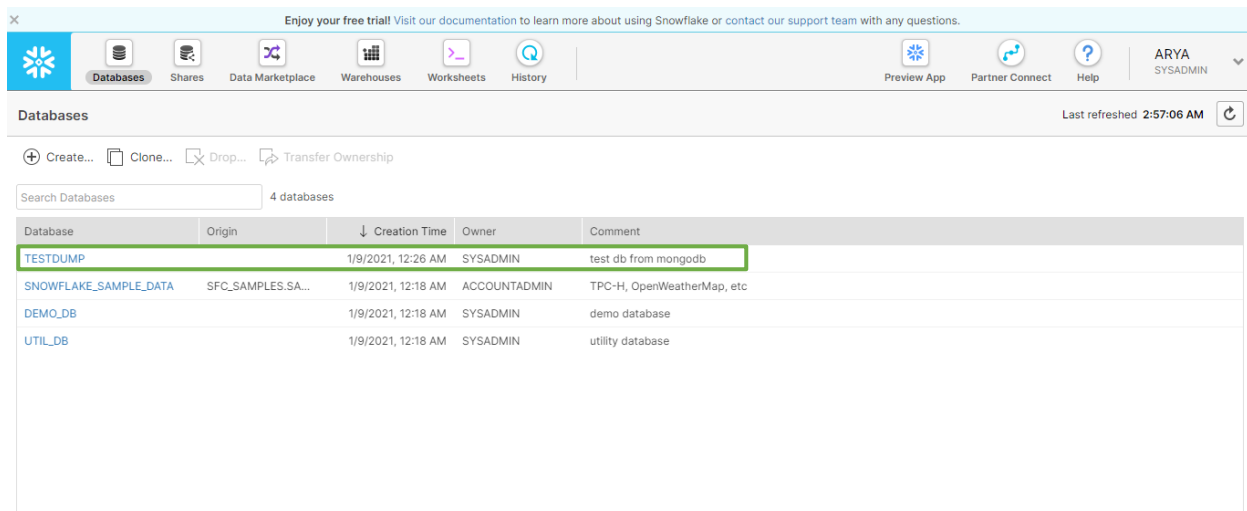 Enjoy your free trial! Visit our documentation to learn more about using Snowflake or contact our support team with any questions.
Databases Shares Data Marketplace Warehouses Worksheets History Preview App Partner Connect Help ARYA SYSADMIN
Databases Last refreshed 2:57:06 AM
Create... Clone... Drop... Transfer Ownership
Search Databases 4 databases
Database Origin ↓ Creation Time Owner Comment
TESTDUMP 1/9/2021, 12:26 AM SYSADMIN test db from mongodb
SNOWFLAKE_SAMPLE_DATA SFC_SAMPLES.SA... 1/9/2021, 12:18 AM ACCOUNTADMIN TPC-H, OpenWeatherMap, etc
DEMO_DB 1/9/2021, 12:18 AM SYSADMIN demo database
UTIL_DB 1/9/2021, 12:18 AM SYSADMIN utility database